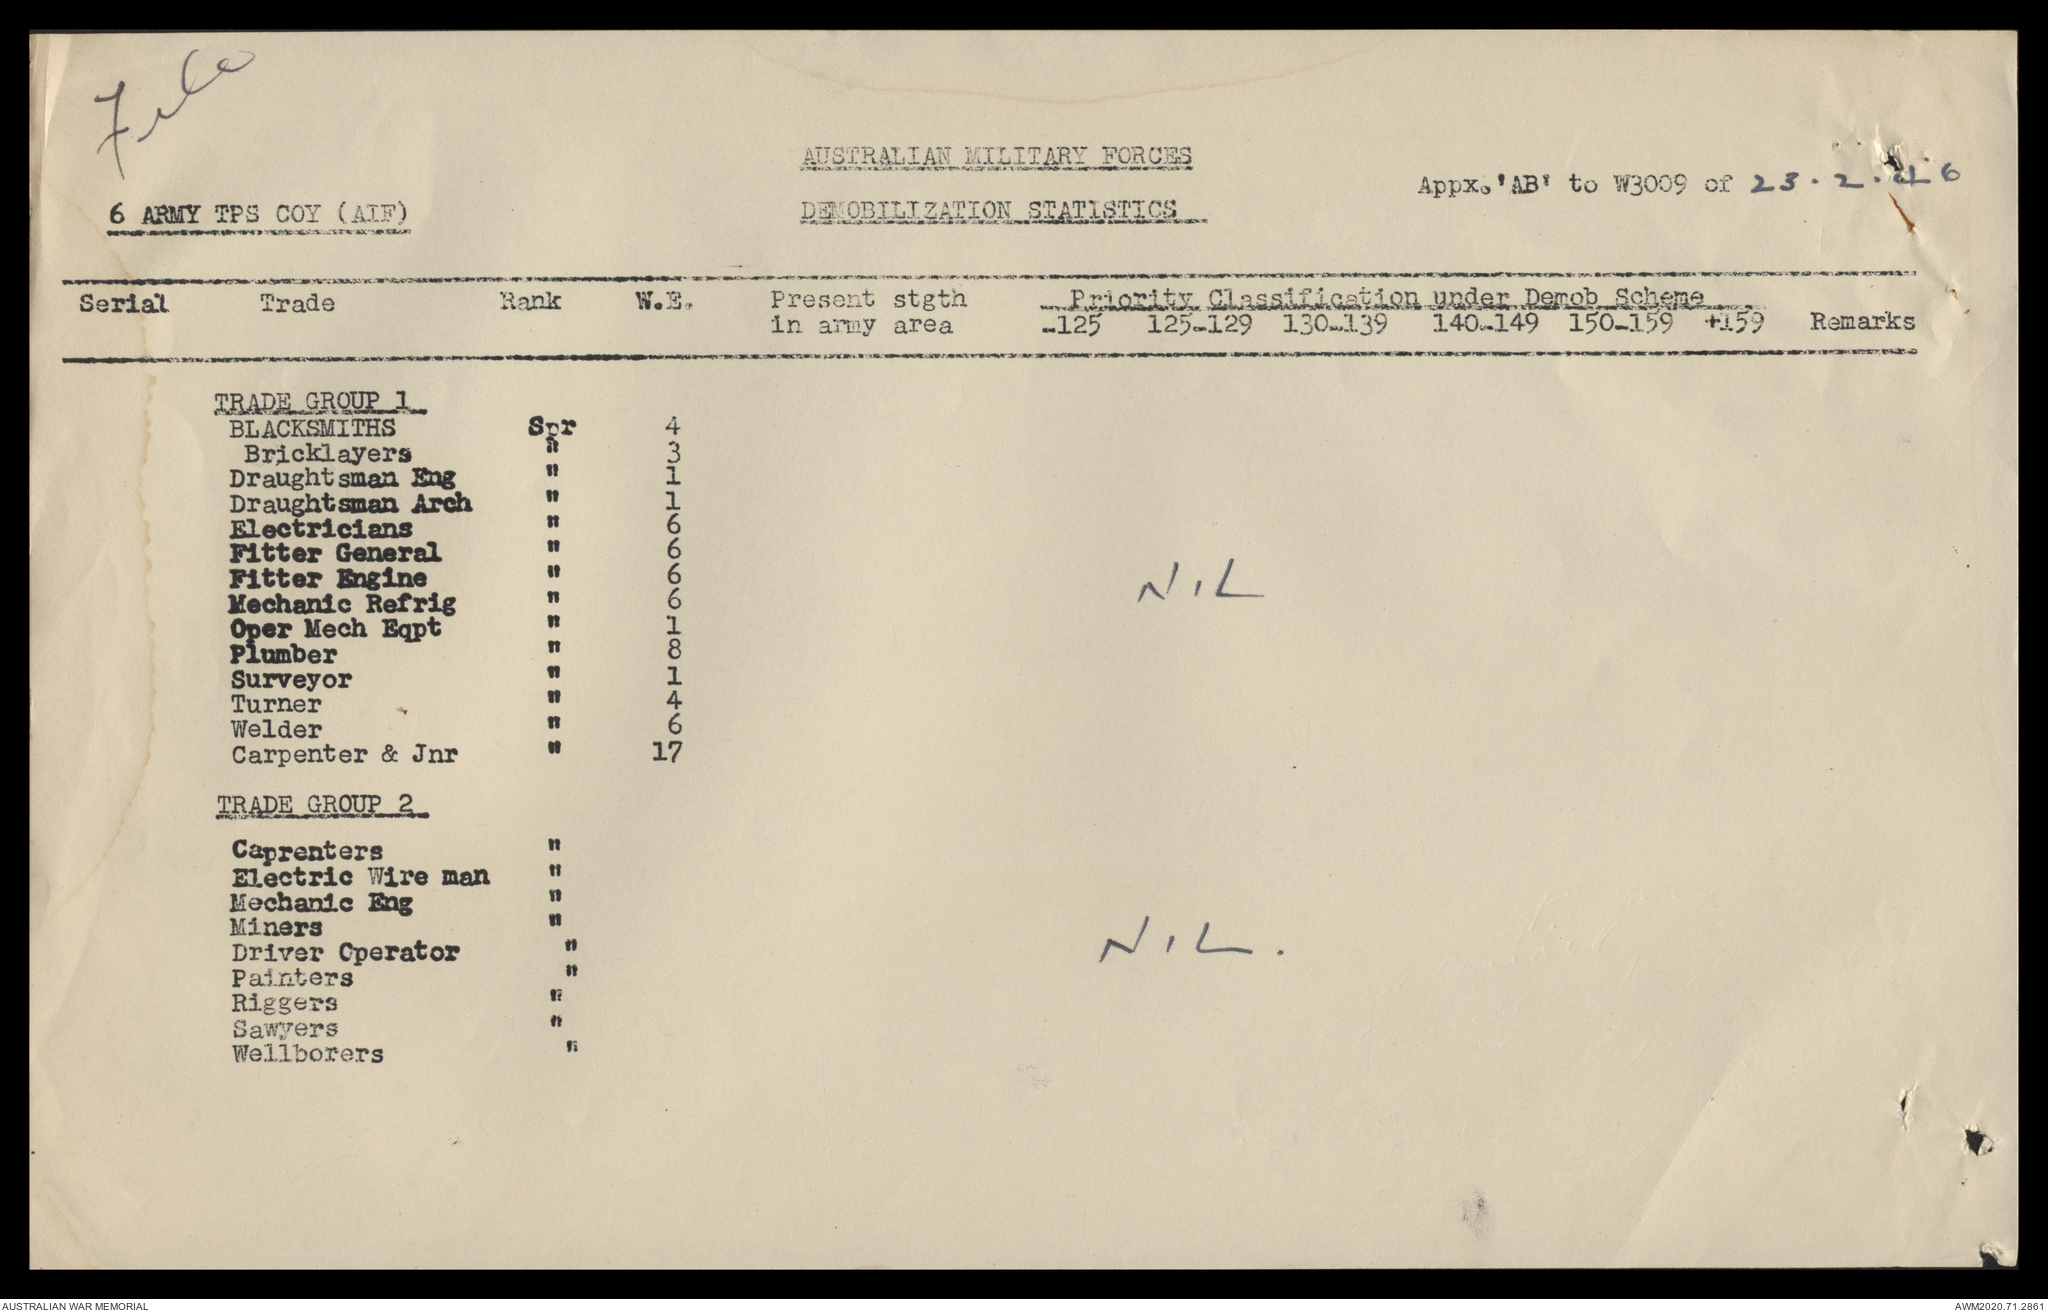 File
AUSTRALIAN MILITARY FORCES
Appx.'AB' to W3009 of 23.2.46
6 ARMY TPS COY (AIF)
DEMOBILIZATION STATISTICS
Serial Trade Rank W.E. Present stgth Priority Classification under Demob Scheme
in army area -125 125-129 130-139 140-149 150-159 +159 Remarks
TRADE GROUP 1
BLACKSMITHS Spr 4
Bricklayers " 3
Draughtsman Eng " 1
Draughtsman Arch " 1
Electricians " 6
Fitter General " 6
Fitter Engine " 6
NIL
Mechanic Refrig " 6
Oper Mech Eqpt " 1
Plumber " 8
Surveyor " 1
Turner " 4
Welder " 6
Carpenter & Jnr " 17
TRADE GROUP 2
Caprenters "
Electric Wire man "
Mechanic Eng "
Miners "
Driver Operator " NIL.
Painters "
Riggers "
Sawyers "
Wellborers "
AUSTRALIAN WAR MEMORIAL AWM2020.71.2861